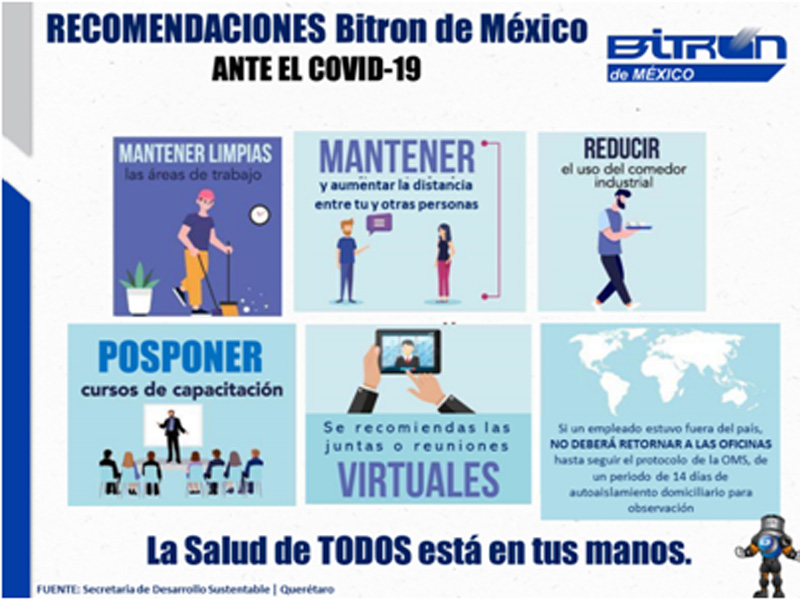 RECOMENDACIONES Bitron de México
ANTE EL COVID-19
BITRON
de MÉXICO
MANTENER LIMPIAS
las áreas de trabajo
MANTENER
y aumentar la distancia
entre tu y otras personas
REDUCIR
el uso del comedor
industrial
POSPONER
cursos de capacitación
Se recomiendas las
juntas o reuniones
VIRTUALES
Si un empleado estuvo fuera del país,
NO DEBERÁ RETORNAR A LAS OFICINAS
hasta seguir el protocolo de la OMS, de
un periodo de 14 días de
autoaislamiento domiciliario para
observación
La Salud de TODOS está en tus manos.
FUENTE: Secretaria de Desarrollo Sustentable | Querétaro